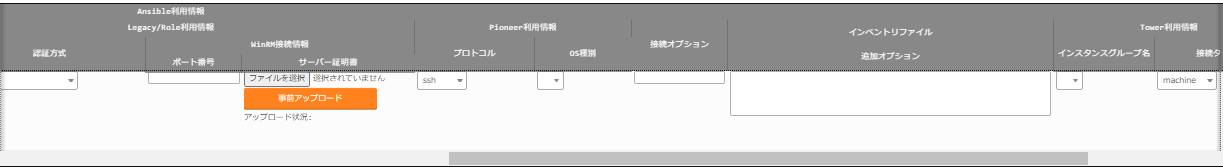 Ansible利用情報
Legacy/Role利用情報
Pioneer利用情報
Tower利用情報
WinRM接続情報
インベントリファイル
追加オプション
認証方式
ポート番号
サーバー証明書
プロトコル
OS種別
接続オプション
インスタンスグループ名
接続タ
ファイルを選択 選択されていません
ssh
machine
事前アップロード
アップロード状況: